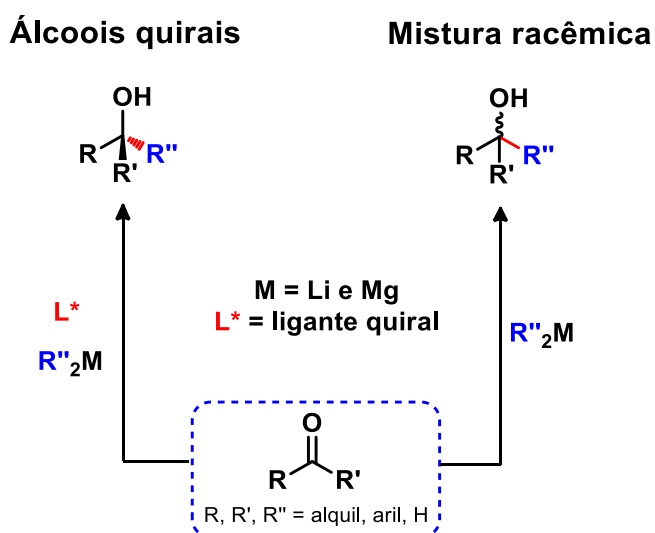 Álcoois quirais
Mistura racêmica
OH
R
R'
R''
OH
R
R'
R''
L*
R''₂M
M = Li e Mg
L* = ligante quiral
R''₂M
O
R
R'
R, R', R'' = alquil, aril, H